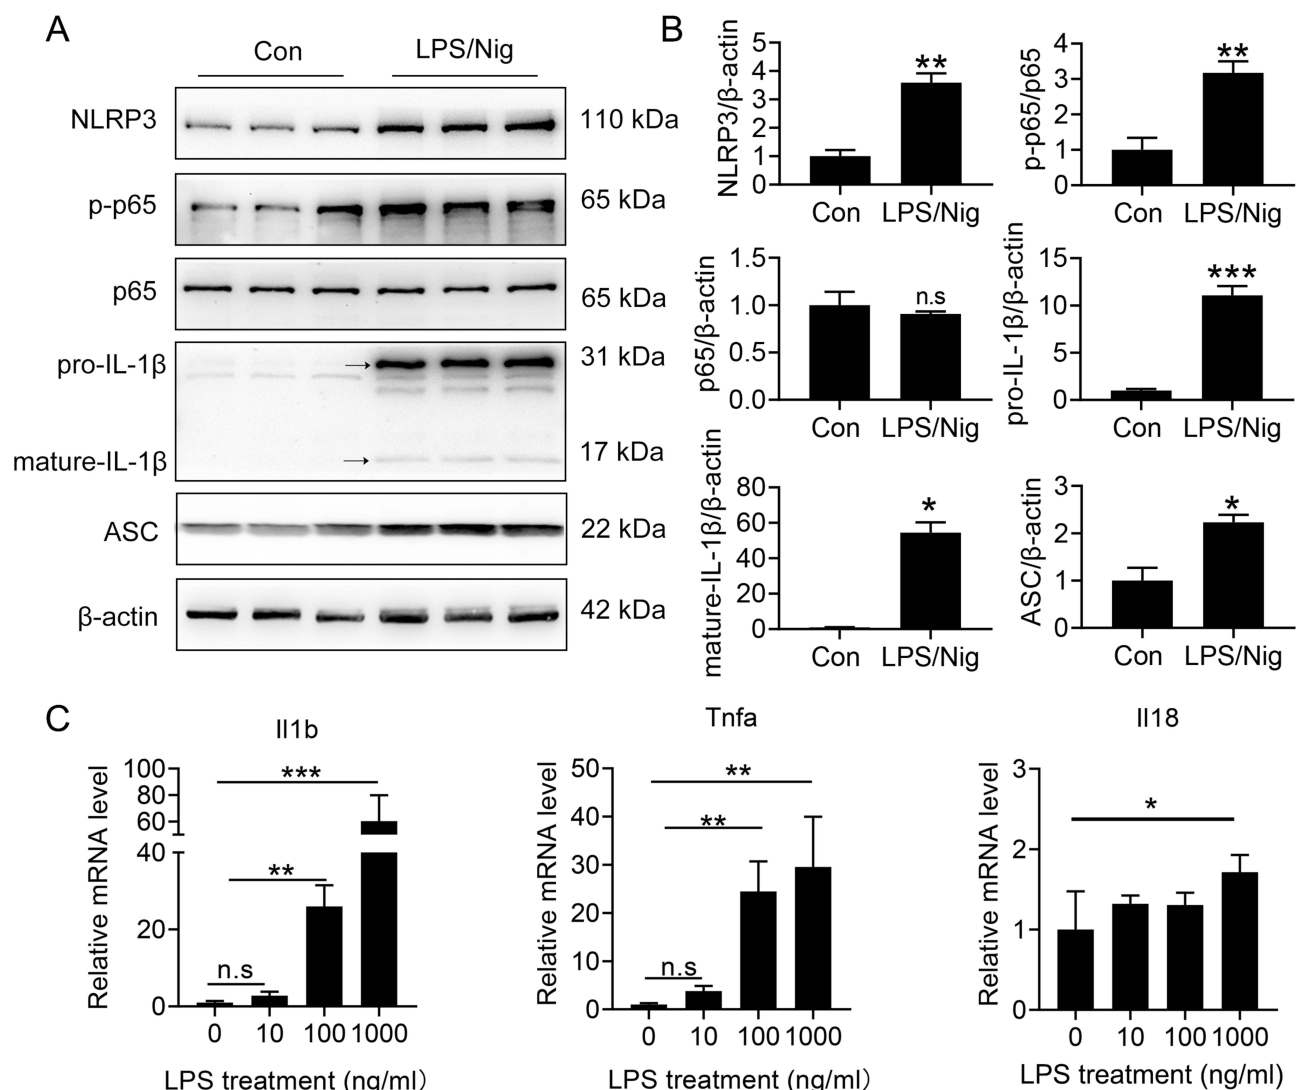 A
Con
LPS/Nig
NLRP3
110 kDa
p-p65
65 kDa
p65
65 kDa
pro-IL-1β
31 kDa
mature-IL-1β
17 kDa
ASC
22 kDa
β-actin
42 kDa
B
NLRP3/β-actin
5
4
3
2
1
0
**
Con
LPS/Nig
p-p65/p65
4
3
2
1
0
**
Con
LPS/Nig
p65/β-actin
1.5
1.0
0.5
0.0
n.s
Con
LPS/Nig
pro-IL-1β/β-actin
15
10
5
0
***
Con
LPS/Nig
mature-IL-1β/β-actin
80
60
40
20
0
*
Con
LPS/Nig
ASC/β-actin
3
2
1
0
*
Con
LPS/Nig
C
Il1b
Relative mRNA level
100
80
60
40
20
0
***
**
n.s
0 10 100 1000
LPS treatment (ng/ml)
Tnfa
Relative mRNA level
50
40
30
20
10
0
**
**
n.s
0 10 100 1000
LPS treatment (ng/ml)
Il18
Relative mRNA level
3
2
1
0
*
0 10 100 1000
LPS treatment (ng/ml)